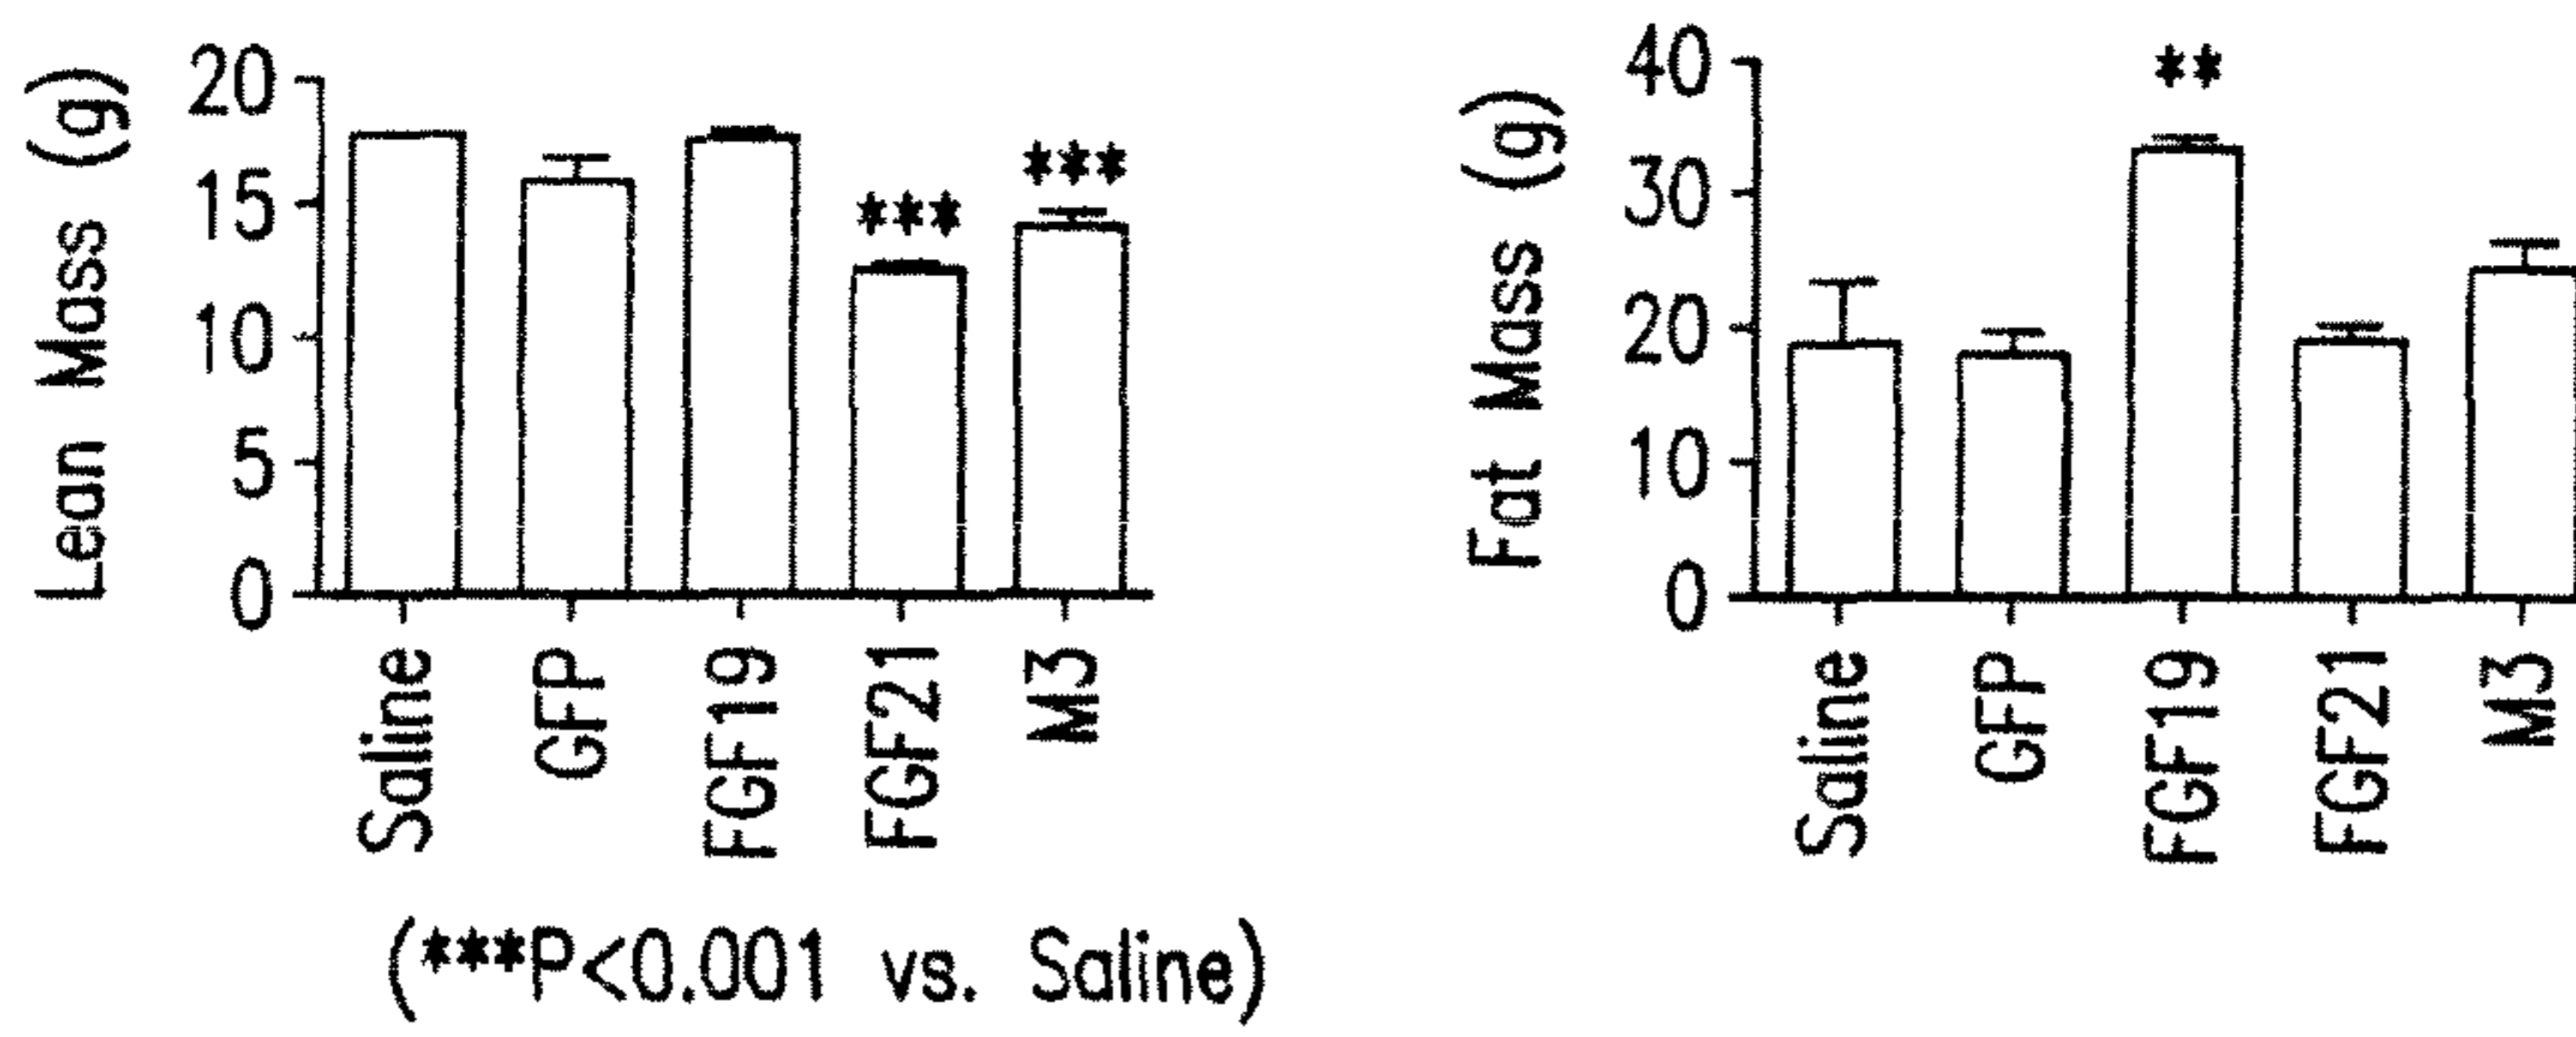 Lean Mass (g)
20
15
10
5
0
***
***
Saline
GFP
FGF19
FGF21
M3
(***P<0.001 vs. Saline)
Fat Mass (g)
40
30
20
10
0
**
Saline
GFP
FGF19
FGF21
M3